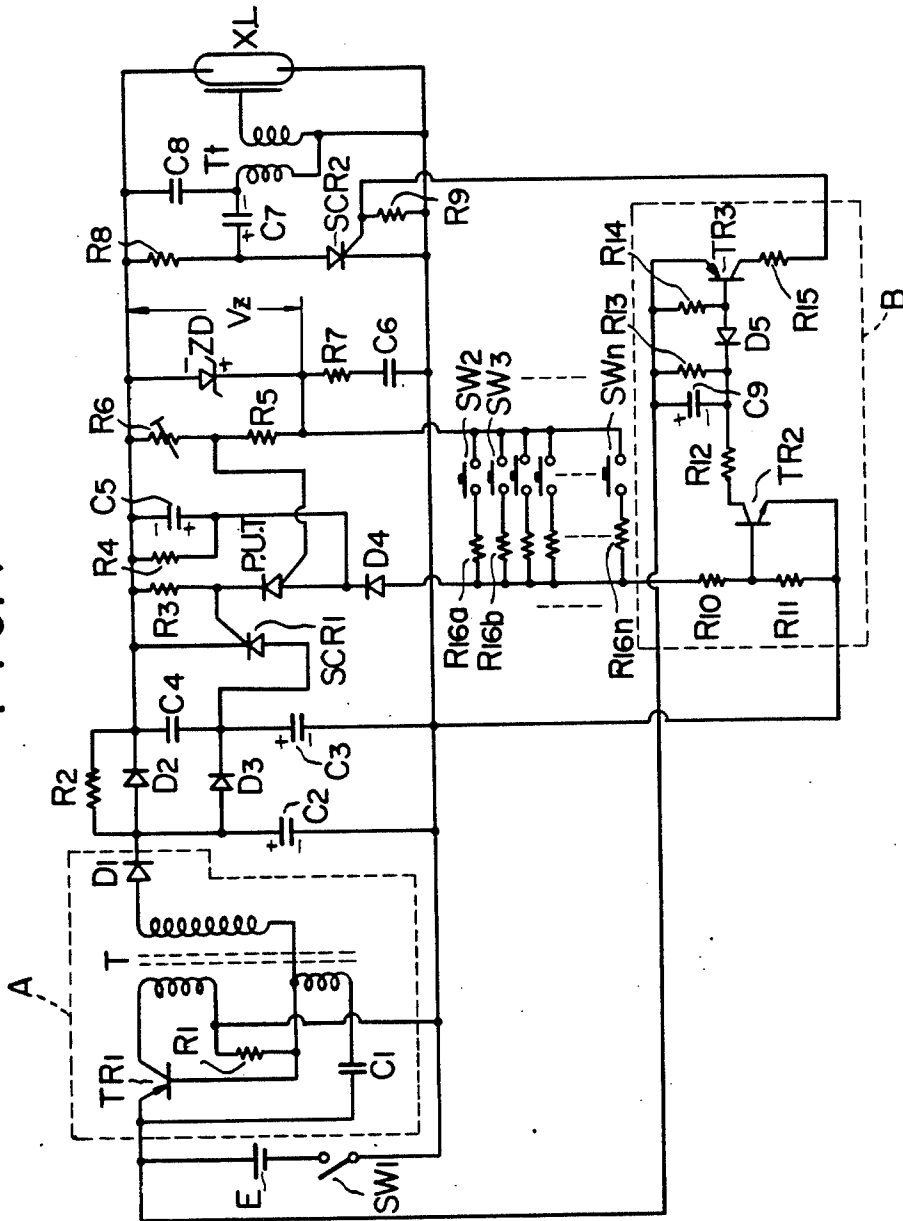 A
T
D1
TR1
R1
C1
E
SW1
R2
D2
D3
C2
+
−
C4
C3
+
−
SCR1
R3
R4
P.U.T
D4
C5
−
+
R6
R5
ZD
−
+
Vz
R7
C6
R8
C7
+
−
C8
Tt
SCR2
R9
XL
R16a
R16b
R16n
SW2
SW3
SWn
R10
R11
R12
TR2
C9
+
−
R13
D5
R14
TR3
R15
B